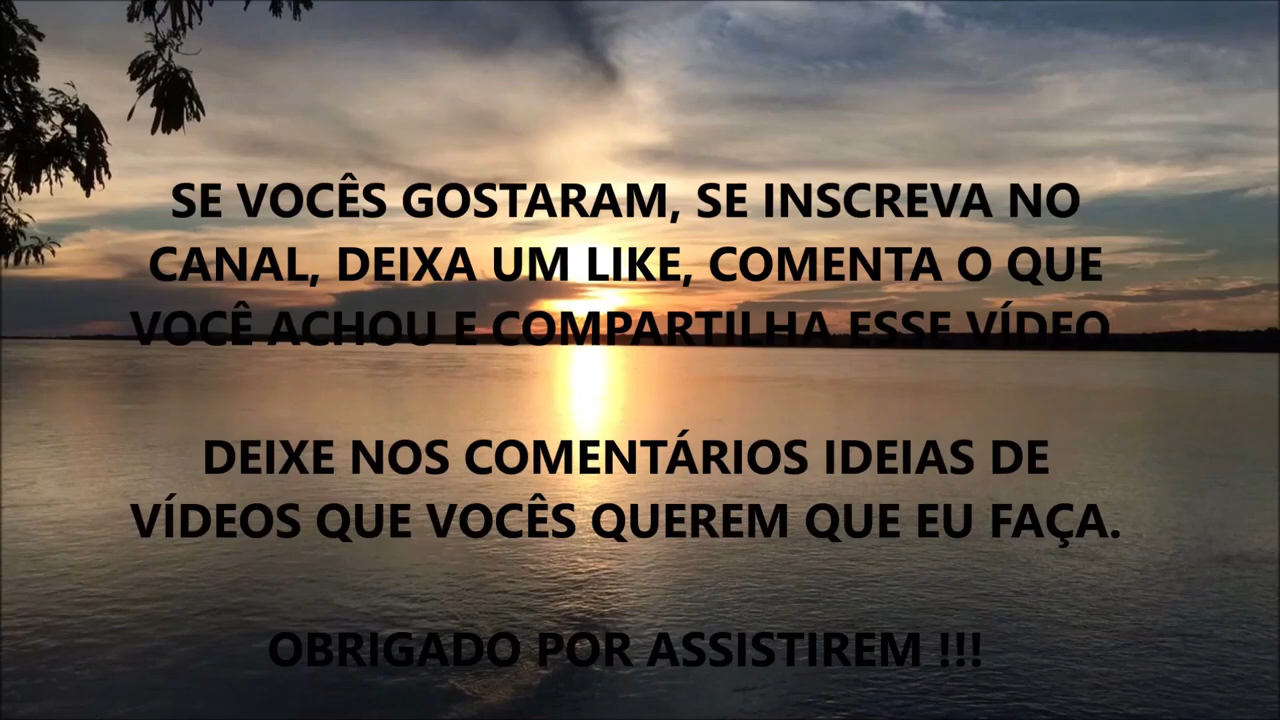 SE VOCÊS GOSTARAM, SE INSCREVA NO
CANAL, DEIXA UM LIKE, COMENTA O QUE
VOCÊ ACHOU E COMPARTILHA ESSE VÍDEO
DEIXE NOS COMENTÁRIOS IDEIAS DE
VÍDEOS QUE VOCÊS QUEREM QUE EU FAÇA.
OBRIGADO POR ASSISTIREM !!!